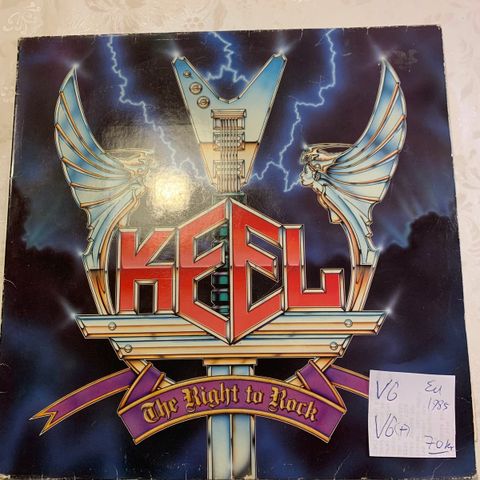 KEEL
The Right to Rock
VG EU
1985
VG(+) 70kr